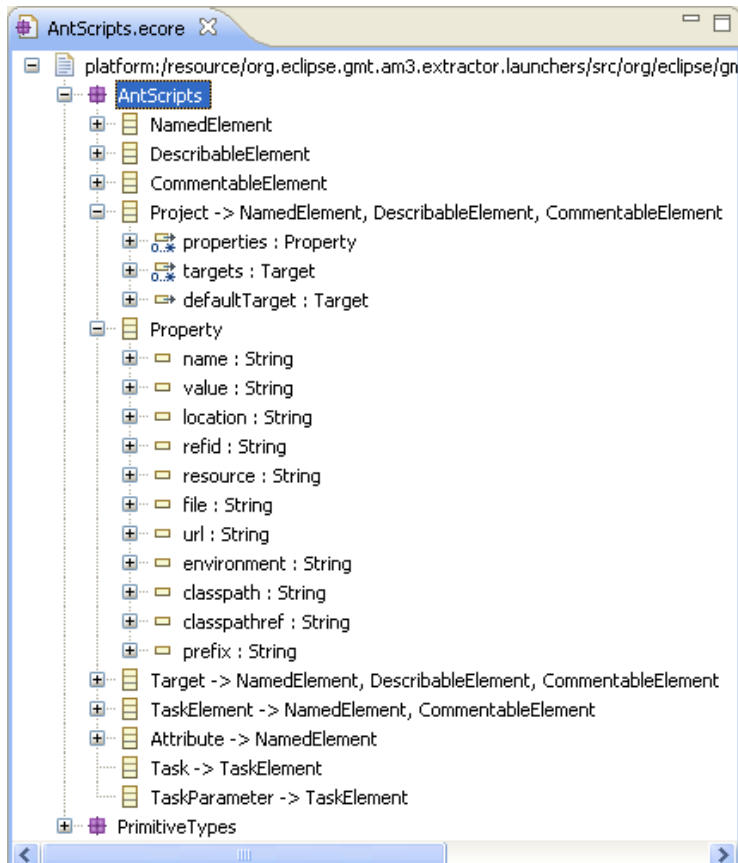 AntScripts.ecore
platform:/resource/org.eclipse.gmt.am3.extractor.launchers/src/org/eclipse/gm
AntScripts
NamedElement
DescribableElement
CommentableElement
Project -> NamedElement, DescribableElement, CommentableElement
0..* properties : Property
0..* targets : Target
defaultTarget : Target
Property
name : String
value : String
location : String
refid : String
resource : String
file : String
url : String
environment : String
classpath : String
classpathref : String
prefix : String
Target -> NamedElement, DescribableElement, CommentableElement
TaskElement -> NamedElement, CommentableElement
Attribute -> NamedElement
Task -> TaskElement
TaskParameter -> TaskElement
PrimitiveTypes